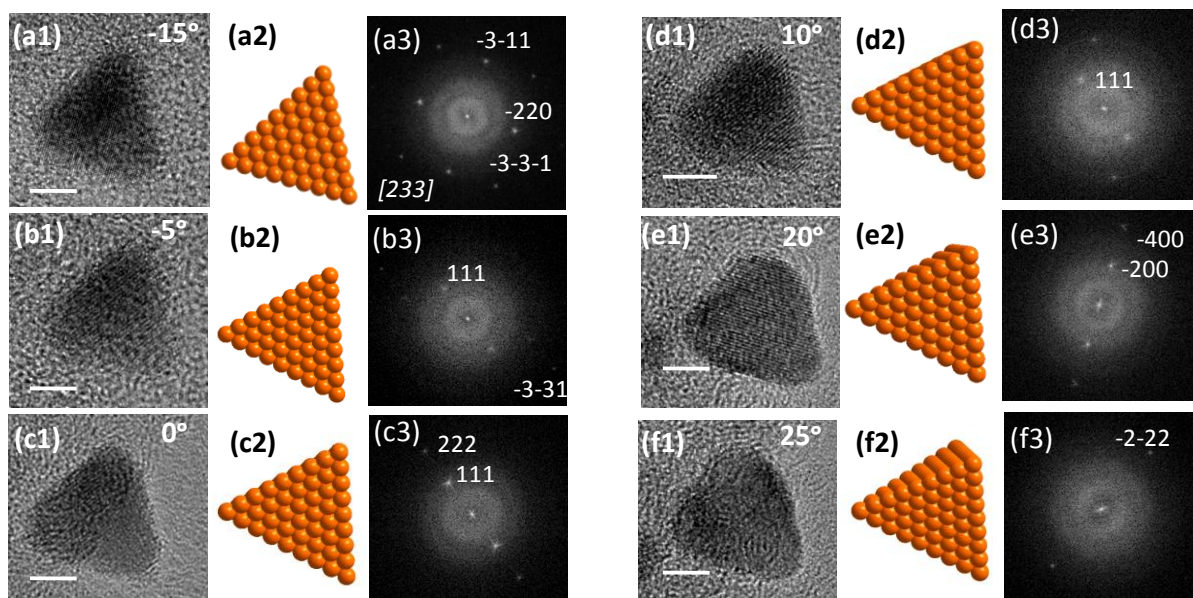 (a1) -15° (a2) (a3) -3-11
-220
-3-3-1
[233]
(b1) -5° (b2) (b3)
111
-3-31
(c1) 0° (c2) (c3)
222
111
(d1) 10° (d2) (d3)
111
(e1) 20° (e2) (e3)
-400
-200
(f1) 25° (f2) (f3) -2-22